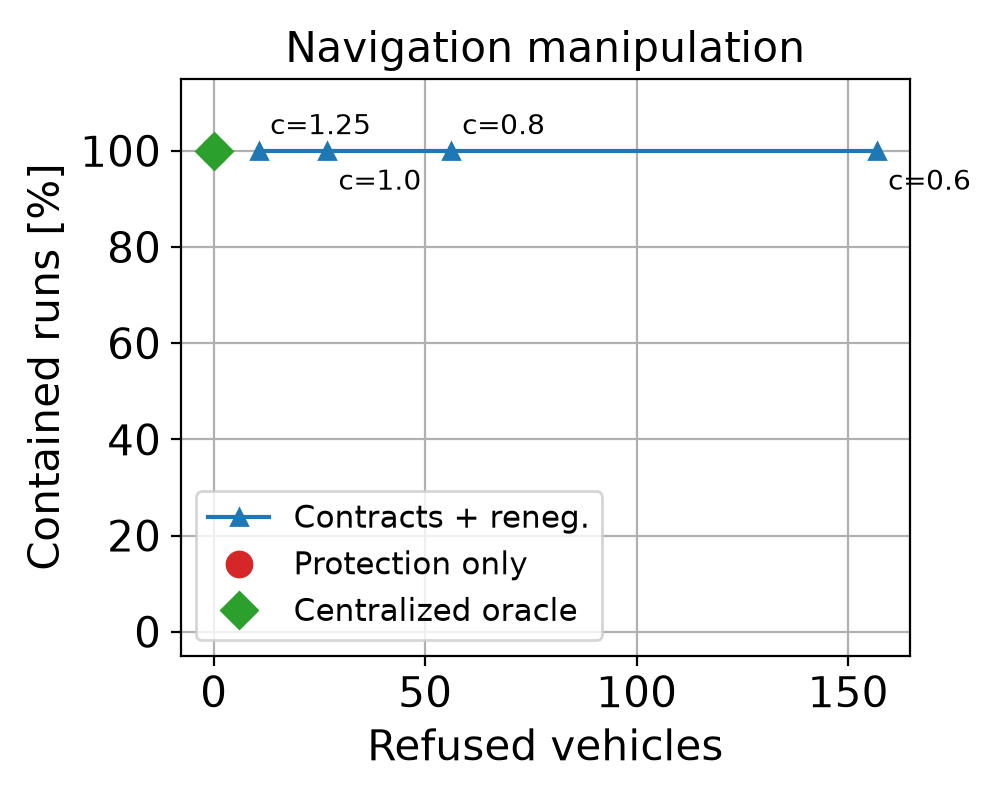 Navigation manipulation
Contained runs [%]
100
80
60
40
20
0
c=1.25
c=0.8
c=1.0
c=0.6
Contracts + reneg.
Protection only
Centralized oracle
0
50
100
150
Refused vehicles